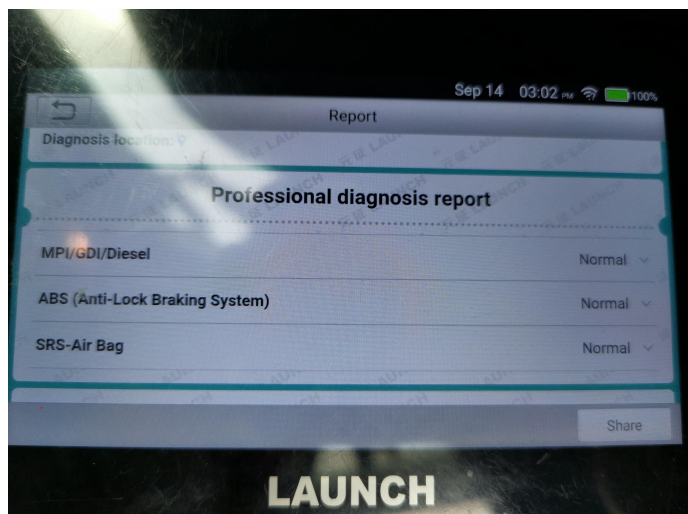 Sep 14 03:02 PM 100%
Report
Diagnosis location:
Professional diagnosis report
MPI/GDI/Diesel Normal
ABS (Anti-Lock Braking System) Normal
SRS-Air Bag Normal
Share
LAUNCH